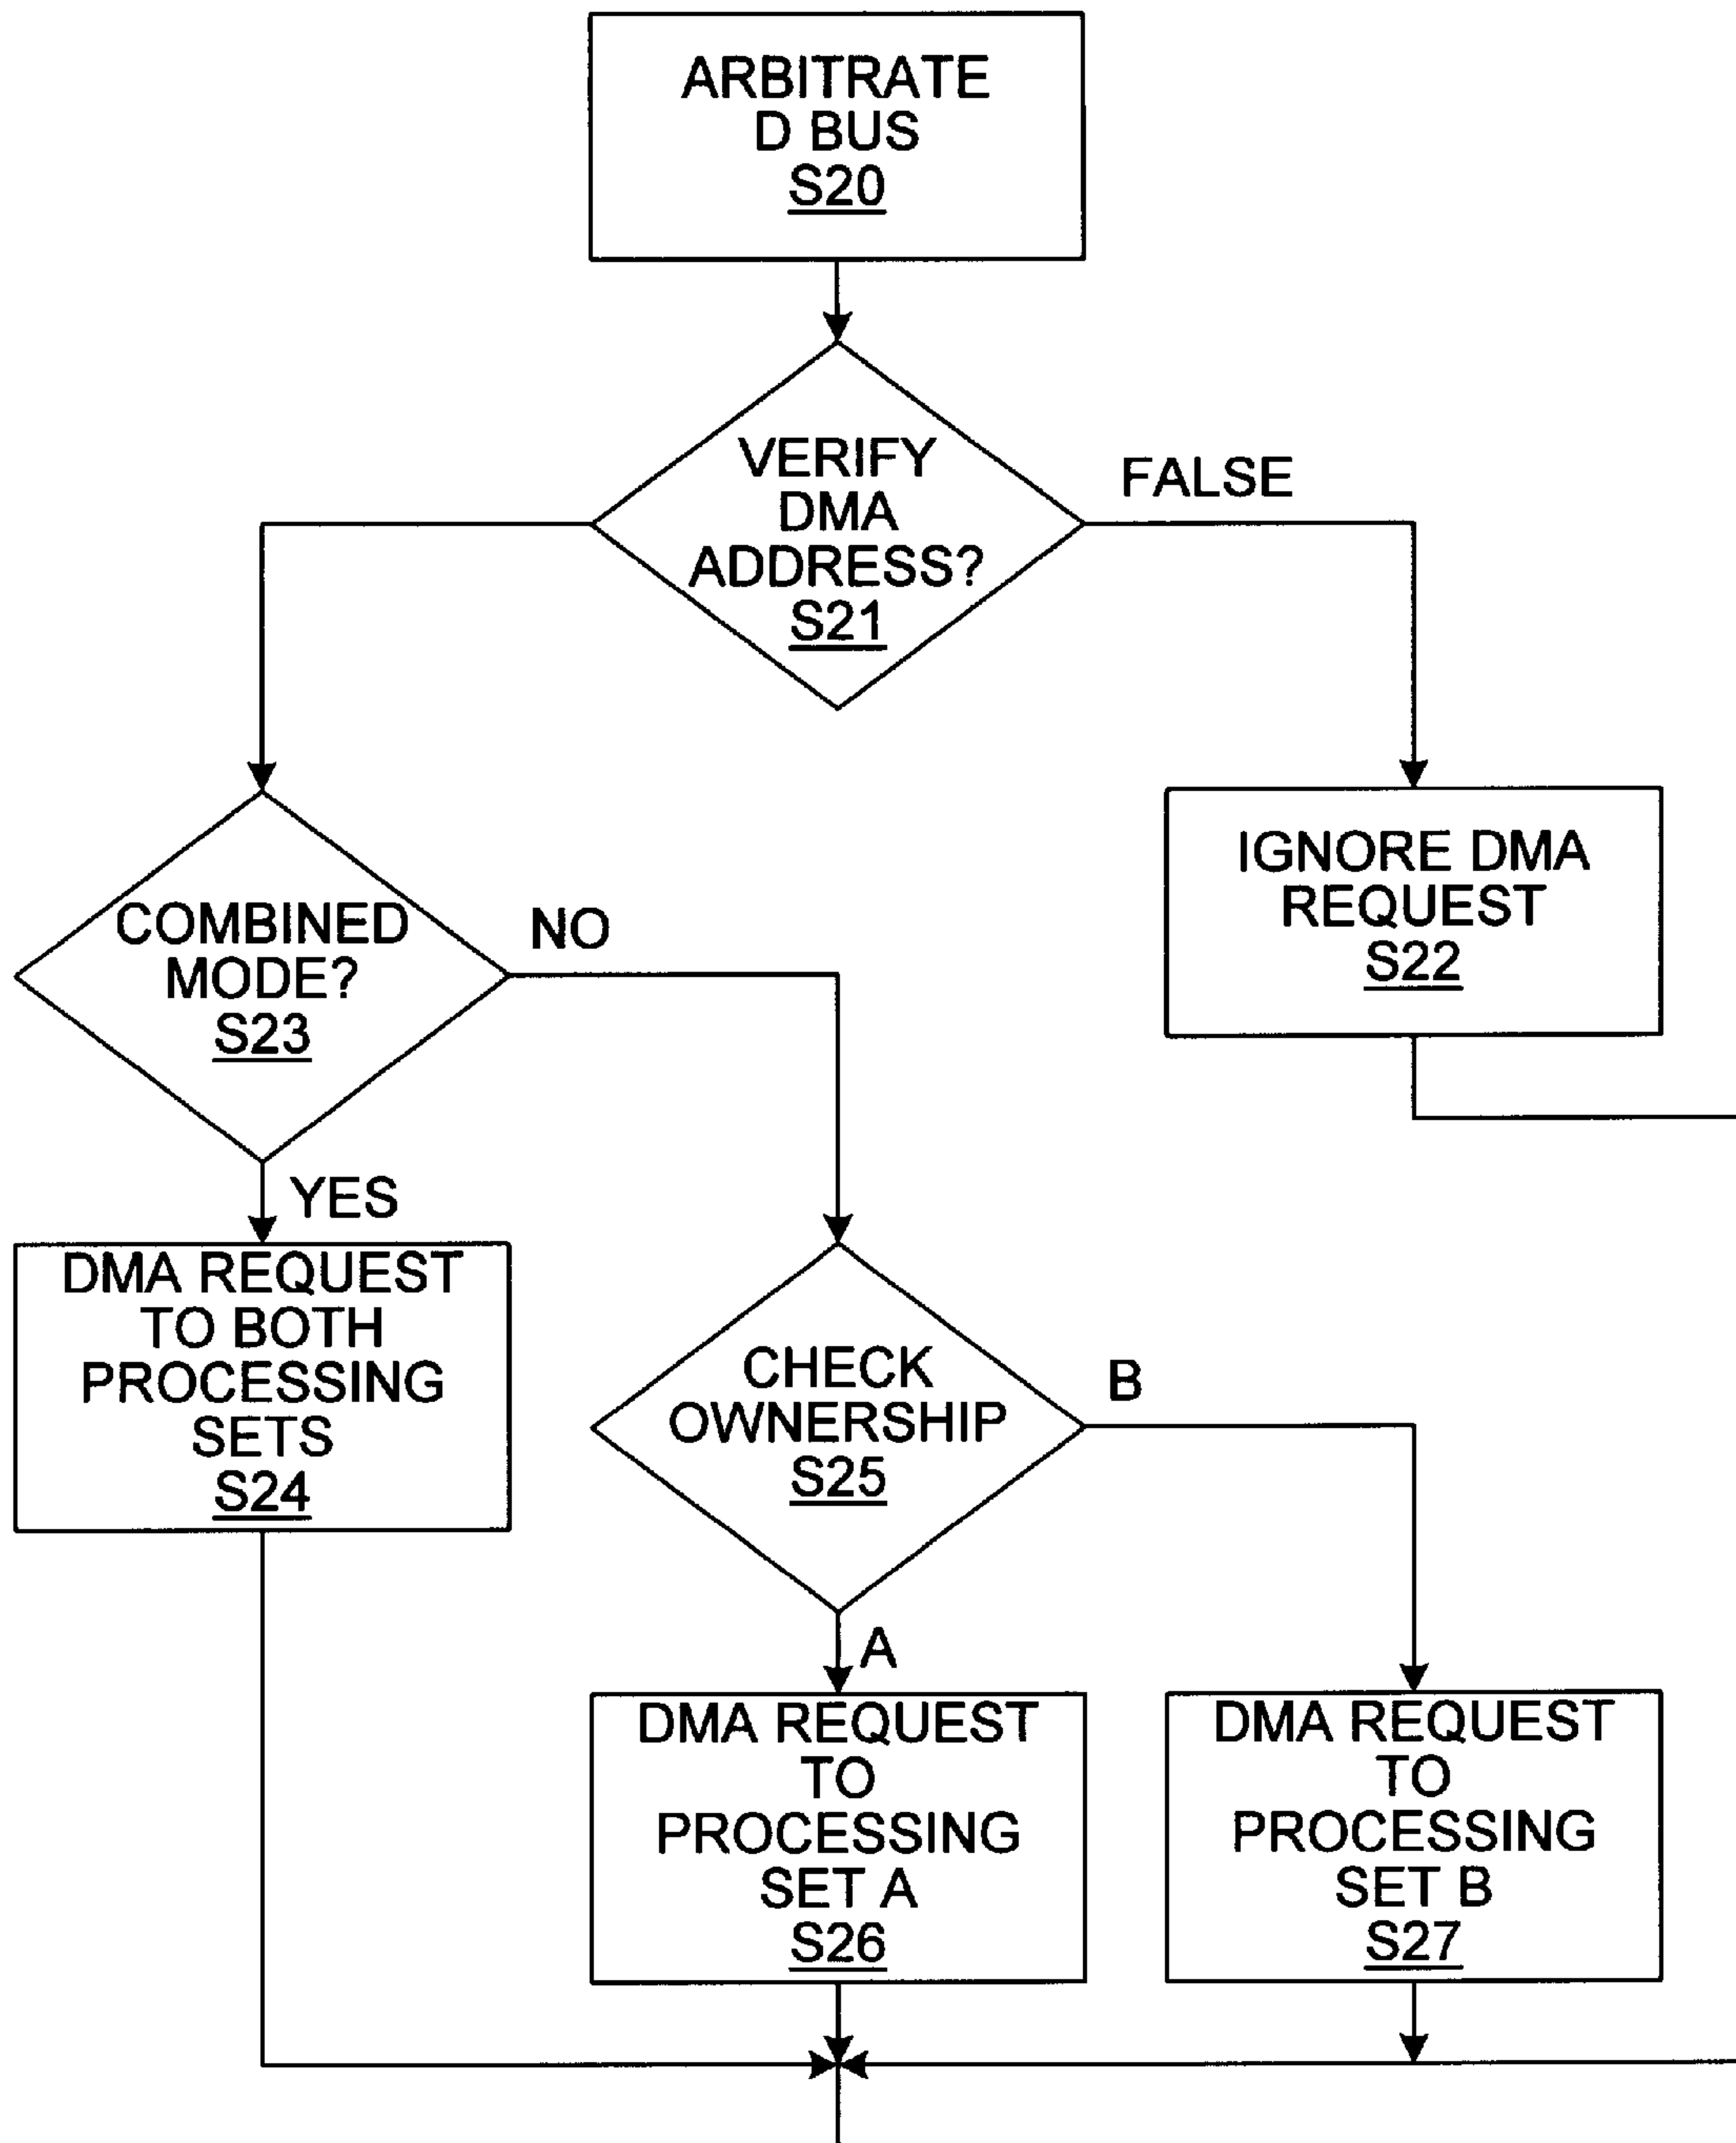 ARBITRATE
D BUS
S20
VERIFY
DMA
ADDRESS?
S21
FALSE
IGNORE DMA
REQUEST
S22
COMBINED
MODE?
S23
NO
YES
DMA REQUEST
TO BOTH
PROCESSING
SETS
S24
CHECK
OWNERSHIP
S25
B
A
DMA REQUEST
TO
PROCESSING
SET A
S26
DMA REQUEST
TO
PROCESSING
SET B
S27